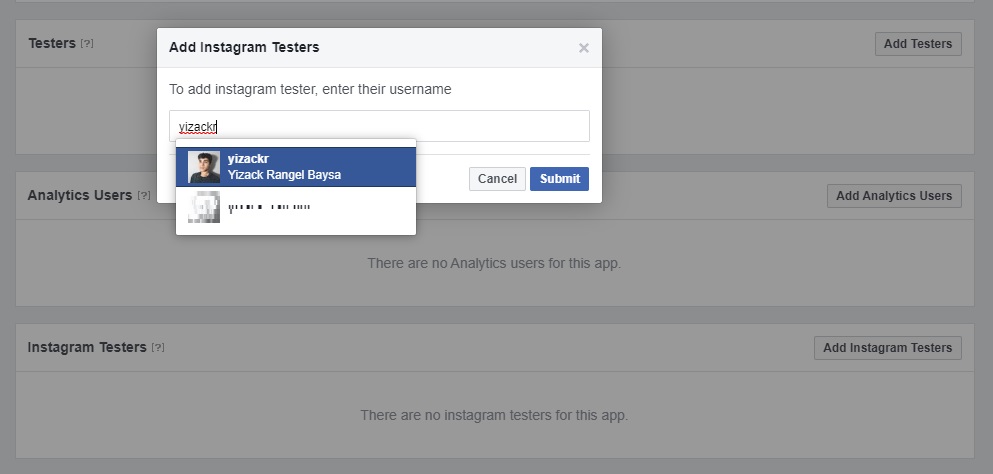 Testers [?]
Add Testers
Add Instagram Testers
×
To add instagram tester, enter their username
yizackr
yizackr
Yizack Rangel Baysa
Cancel
Submit
Analytics Users [?]
Add Analytics Users
There are no Analytics users for this app.
Instagram Testers [?]
Add Instagram Testers
There are no instagram testers for this app.